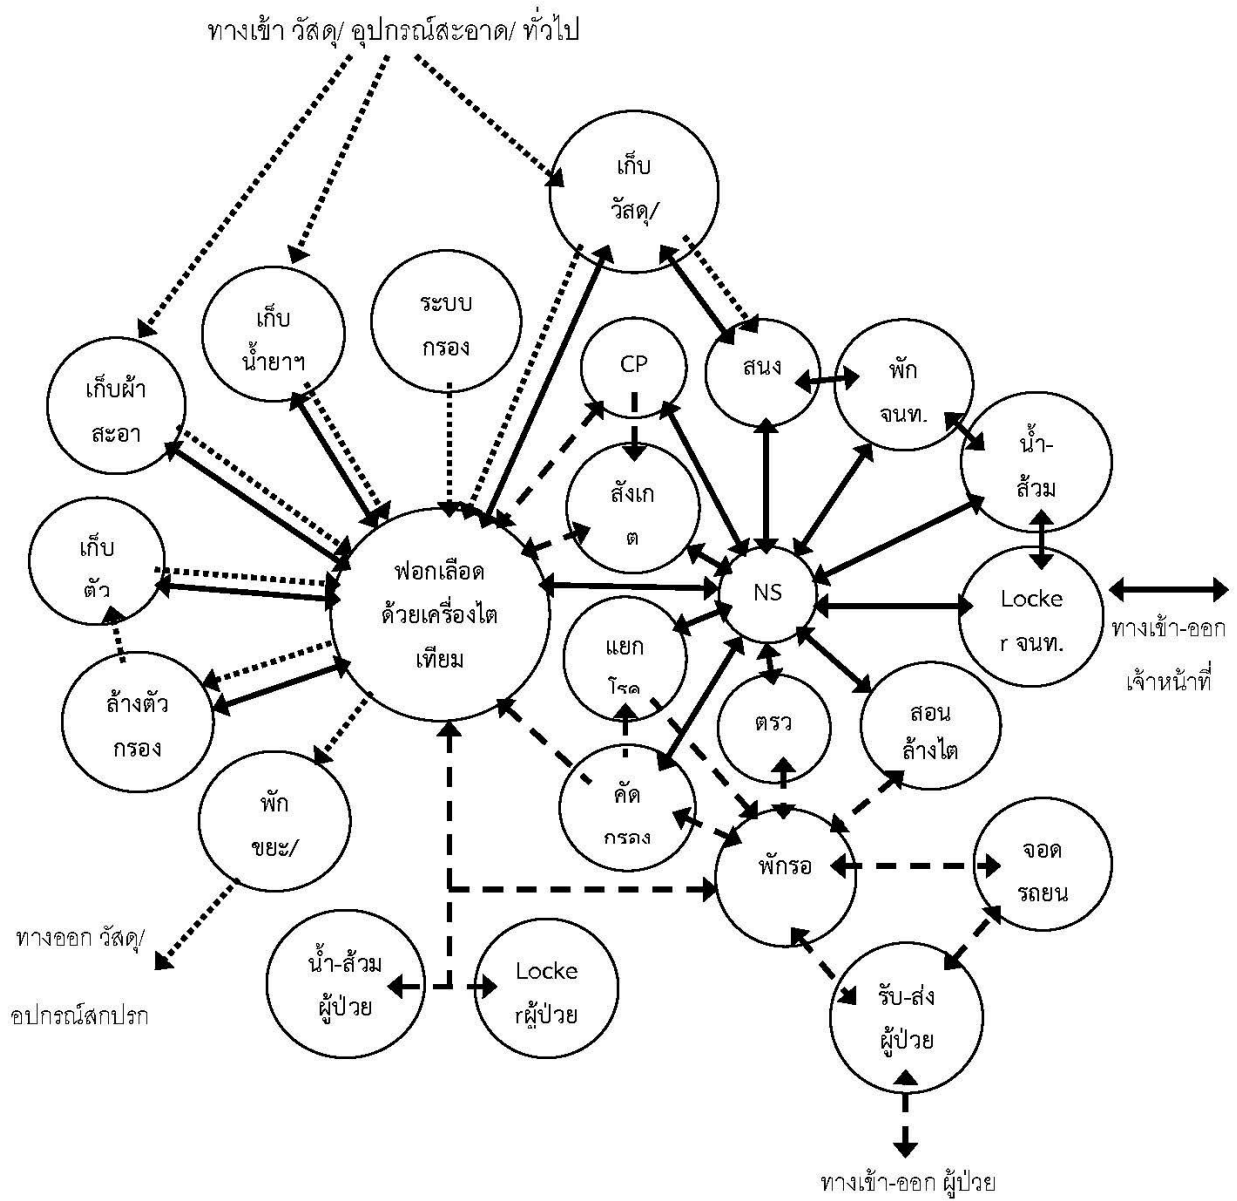 ทางเข้า วัสดุ/ อุปกรณ์สะอาด/ ทั่วไป
เก็บ
วัสดุ/
ระบบ
กรอง
เก็บ
น้ำยาฯ
เก็บผ้า
สะอา
CP
สนง
พัก
จนท.
น้ำ-
ส้วม
สังเก
ต
เก็บ
ตัว
ฟอกเลือด
ด้วยเครื่องไต
เทียม
NS
Locke
r จนท.
ทางเข้า-ออก
เจ้าหน้าที่
แยก
โรค
ล้างตัว
กรอง
ตรว
สอน
ล้างไต
พัก
ขยะ/
คัด
กรอง
พักรอ
จอด
รถยน
ทางออก วัสดุ/
อุปกรณ์สกปรก
น้ำ-ส้วม
ผู้ป่วย
Locke
rผู้ป่วย
รับ-ส่ง
ผู้ป่วย
ทางเข้า-ออก ผู้ป่วย